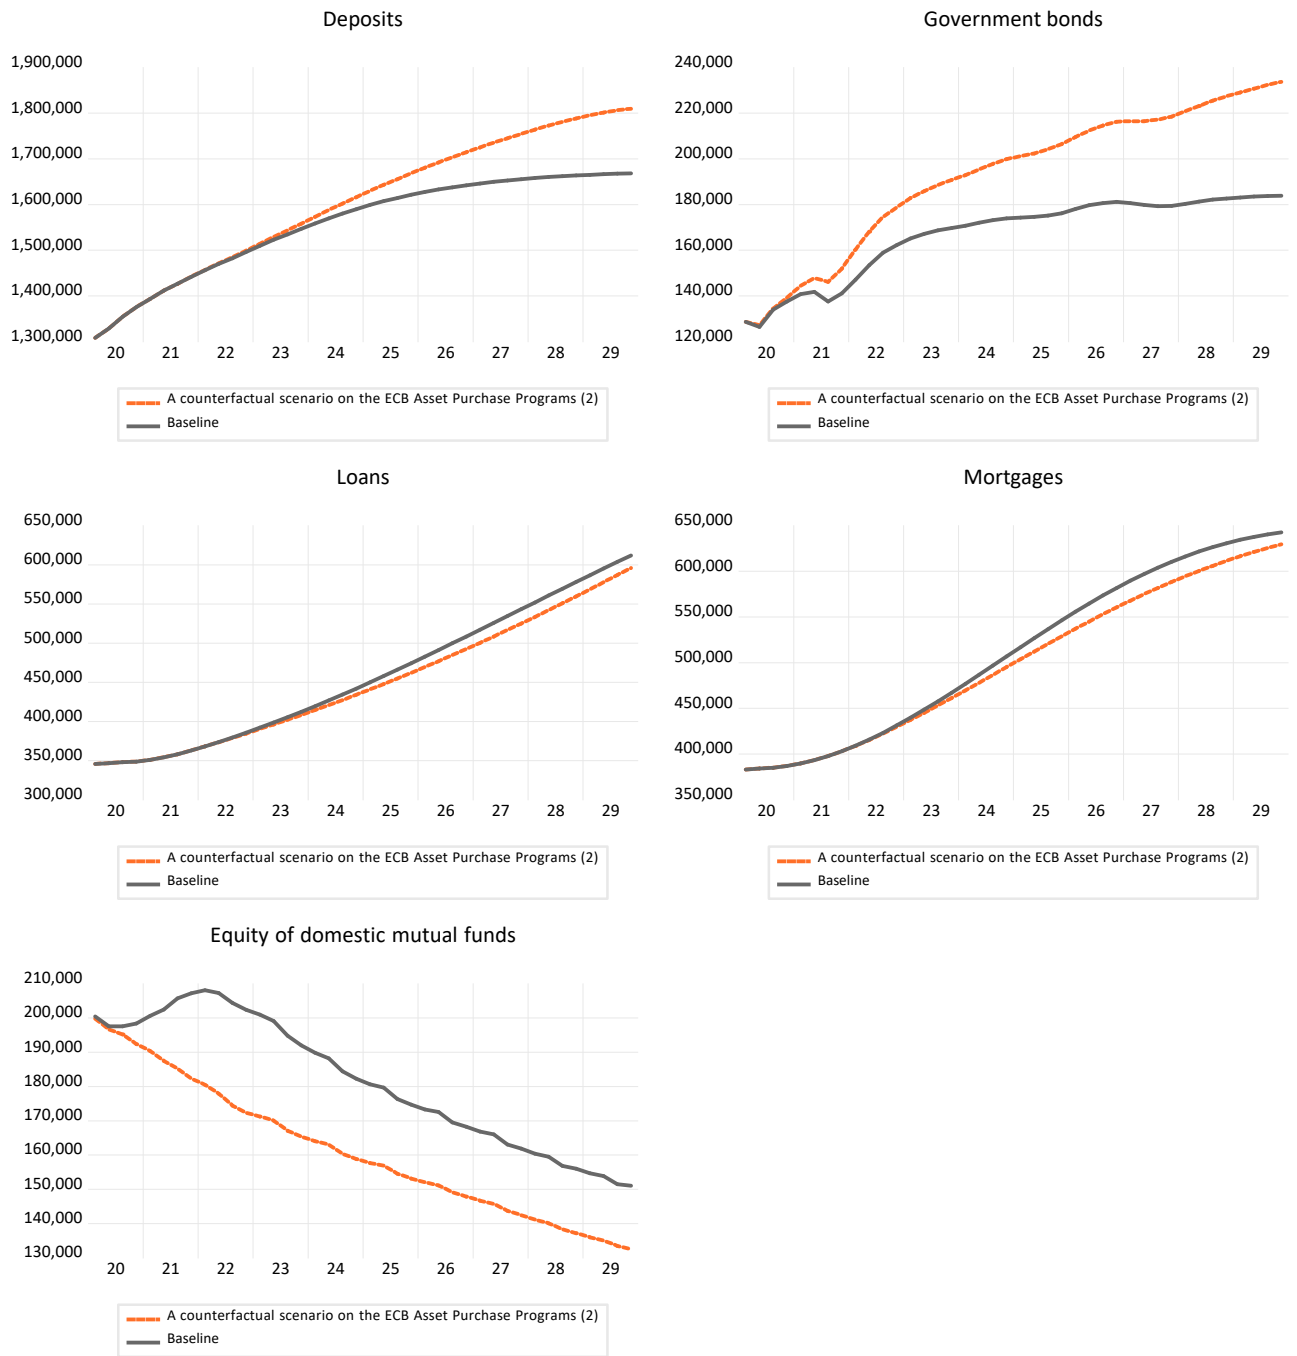 Deposits
1,900,000
1,800,000
1,700,000
1,600,000
1,500,000
1,400,000
1,300,000
20 21 22 23 24 25 26 27 28 29
A counterfactual scenario on the ECB Asset Purchase Programs (2)
Baseline
Government bonds
240,000
220,000
200,000
180,000
160,000
140,000
120,000
20 21 22 23 24 25 26 27 28 29
A counterfactual scenario on the ECB Asset Purchase Programs (2)
Baseline
Loans
650,000
600,000
550,000
500,000
450,000
400,000
350,000
300,000
20 21 22 23 24 25 26 27 28 29
A counterfactual scenario on the ECB Asset Purchase Programs (2)
Baseline
Mortgages
650,000
600,000
550,000
500,000
450,000
400,000
350,000
20 21 22 23 24 25 26 27 28 29
A counterfactual scenario on the ECB Asset Purchase Programs (2)
Baseline
Equity of domestic mutual funds
210,000
200,000
190,000
180,000
170,000
160,000
150,000
140,000
130,000
20 21 22 23 24 25 26 27 28 29
A counterfactual scenario on the ECB Asset Purchase Programs (2)
Baseline